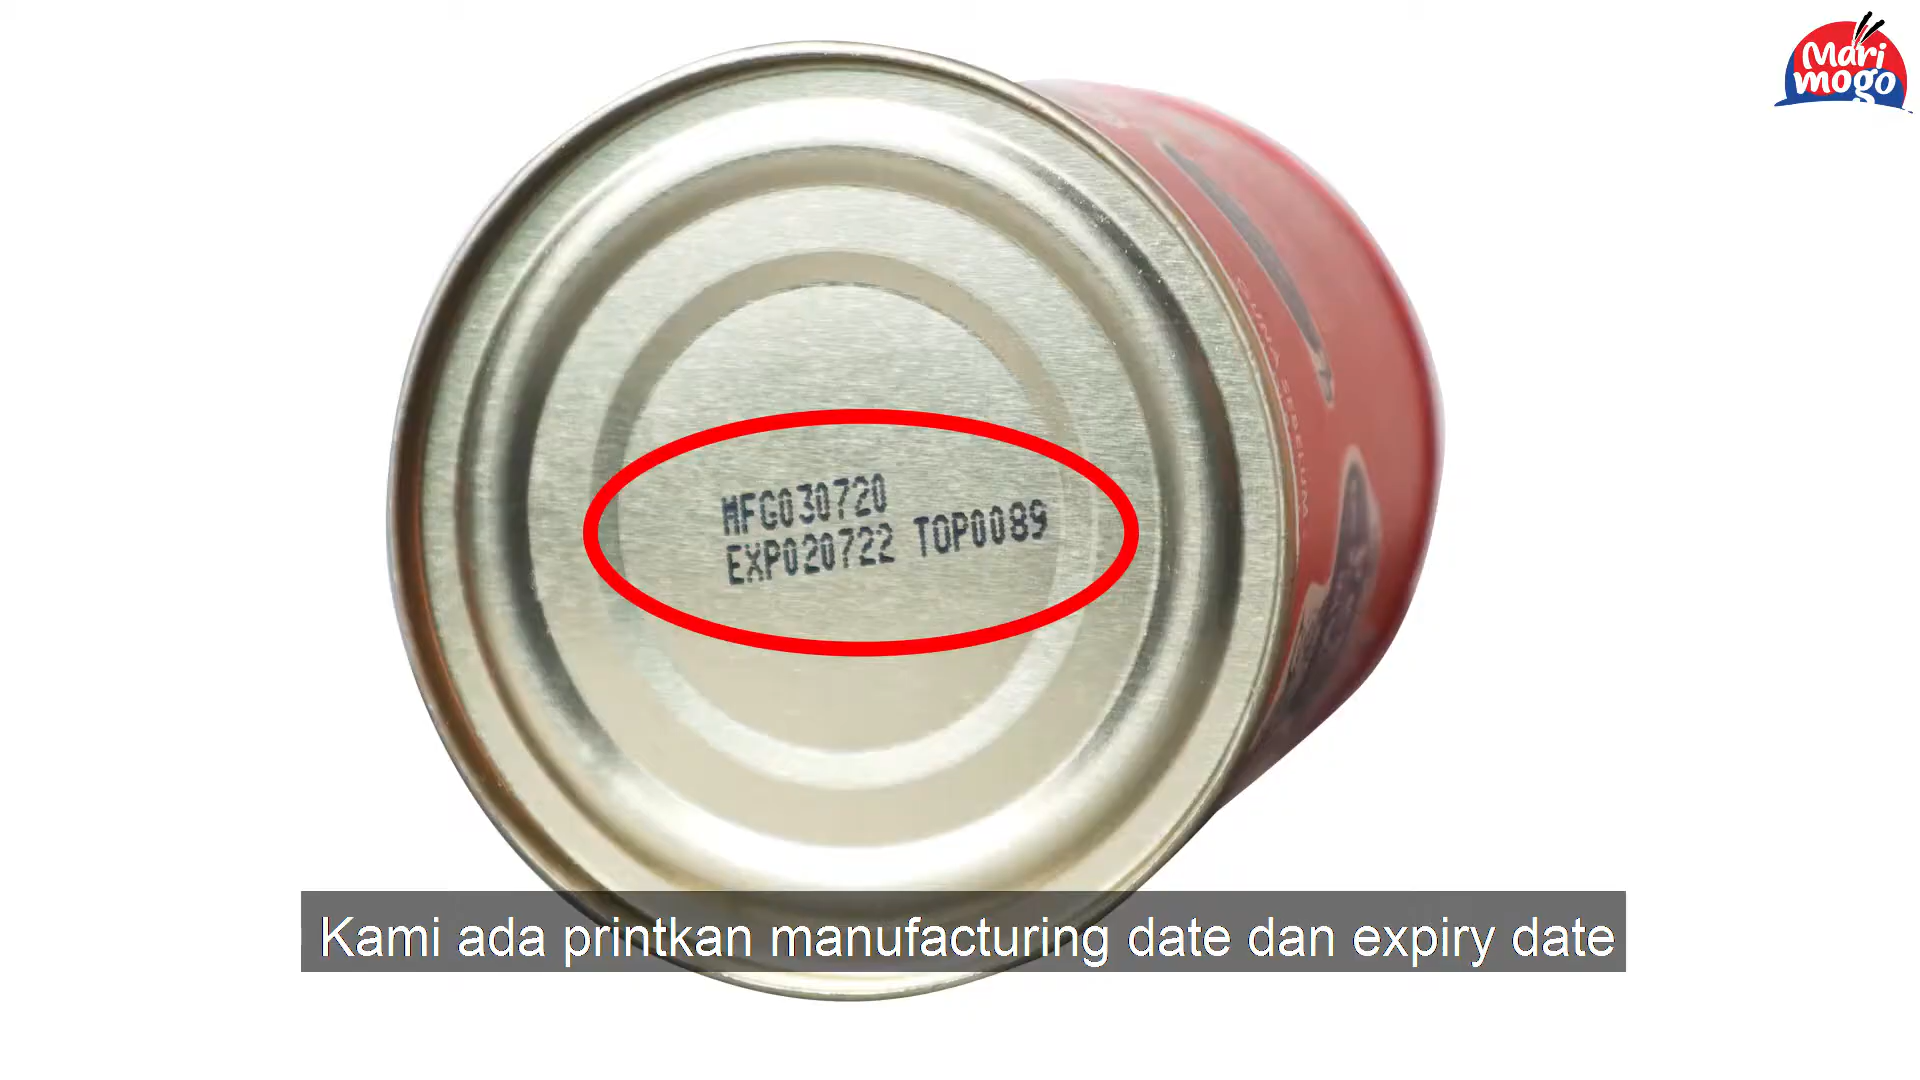 Mari
mogo
MFG030720
EXP020722 TOP0089
Kami ada printkan manufacturing date dan expiry date